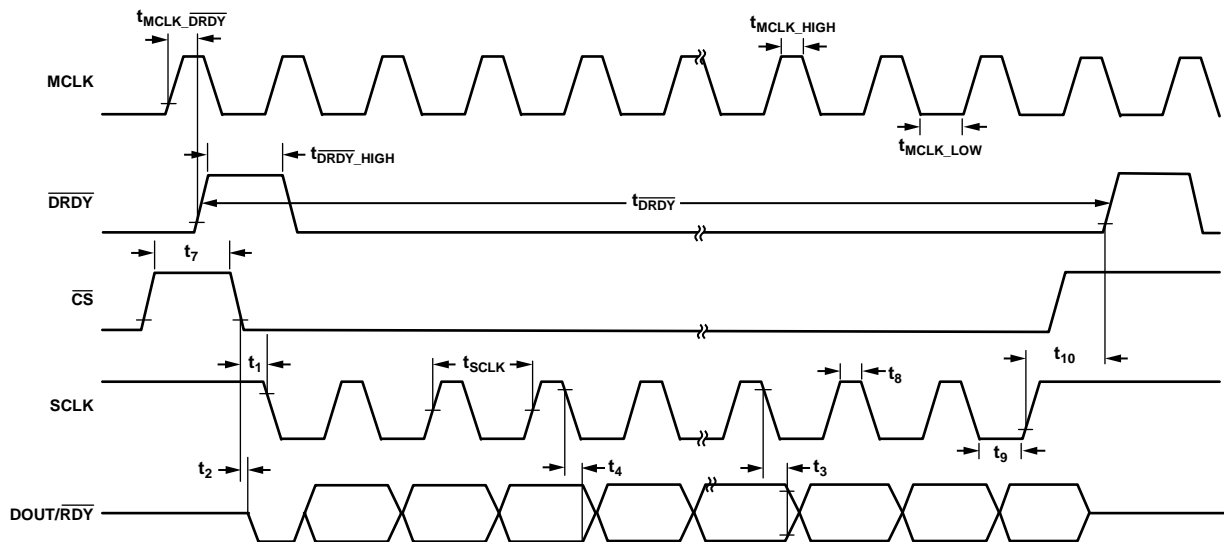 tMCLK_DRDY
tMCLK_HIGH
MCLK
tMCLK_LOW
tDRDY_HIGH
DRDY
tDRDY
t7
CS
t1
tSCLK
t8
t10
SCLK
t2
t4
t3
t9
DOUT/RDY